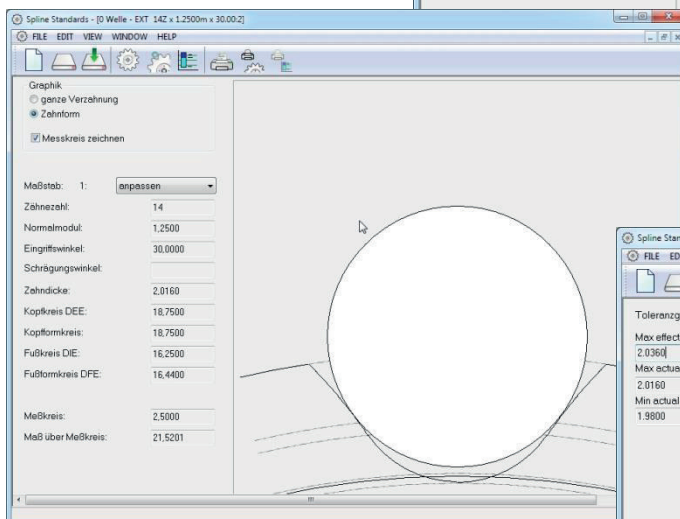 Spline Standards - [0 Welle - EXT 14Z x 1.2500m x 30.00:2]
FILE EDIT VIEW WINDOW HELP
Graphik
ganze Verzahnung
Zahnform
Messkreis zeichnen
Maßstab: 1: anpassen
Zähnezahl: 14
Normalmodul: 1,2500
Eingriffswinkel: 30,0000
Schrägungswinkel:
Zahndicke: 2,0160
Kopfkreis DEE: 18,7500
Kopfformkreis: 18,7500
Fußkreis DIE: 16,2500
Fußformkreis DFE: 16,4400
Meßkreis: 2,5000
Maß über Meßkreis: 21,5201
Spline Stan
FILE ED
Toleranzg
Max effect
2.0360
Max actua
2.0160
Min actual
1.9800